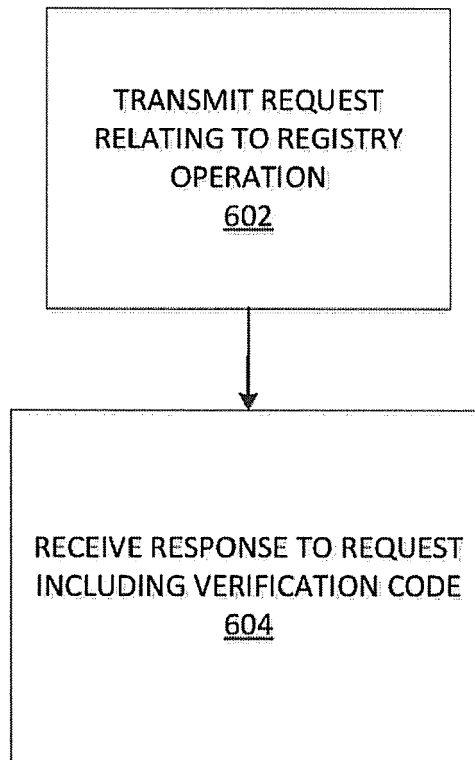 TRANSMIT REQUEST
RELATING TO REGISTRY
OPERATION
602
RECEIVE RESPONSE TO REQUEST
INCLUDING VERIFICATION CODE
604